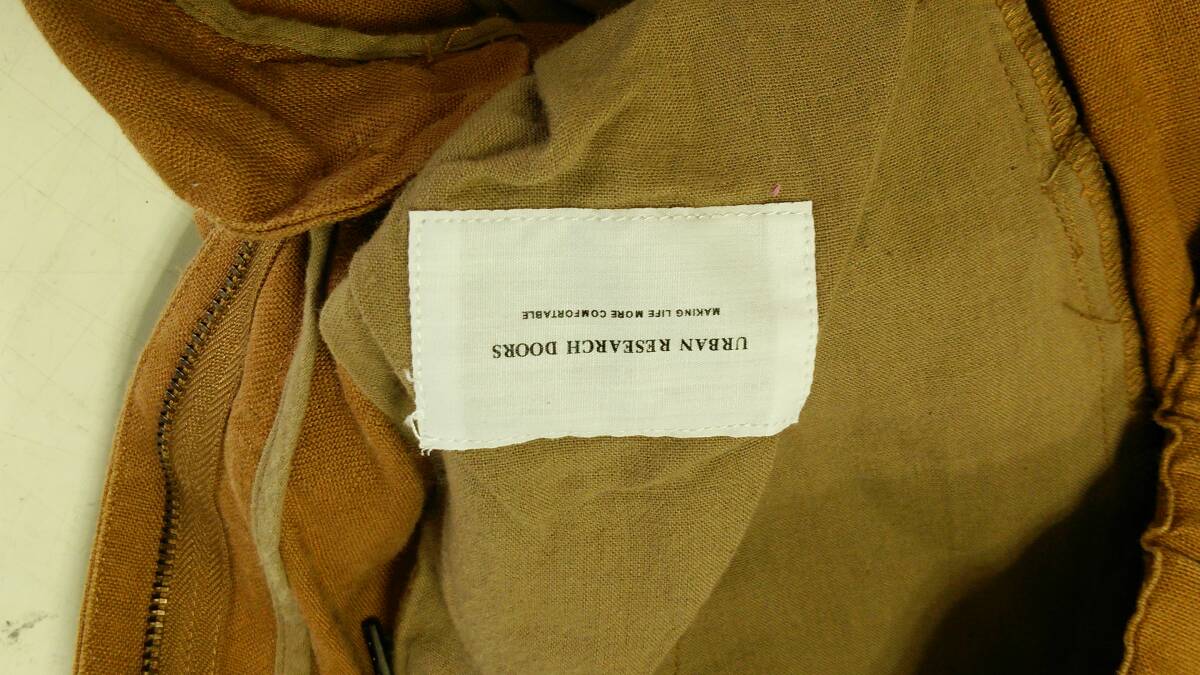 URBAN RESEARCH DOORS
MAKING LIFE MORE COMFORTABLE